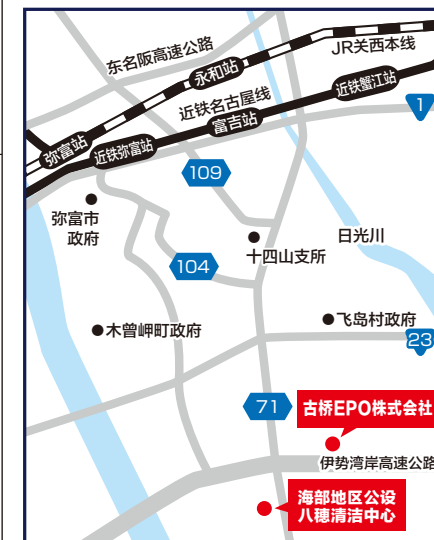 东名阪高速公路
JR关西本线
永和站
近铁蟹江站
近铁名古屋线
富吉站
1
弥富站
近铁弥富站
109
弥富市
政府
十四山支所
日光川
104
飞岛村政府
木曾岬町政府
23
71
古桥EPO株式会社
伊势湾岸高速公路
海部地区公设
八穂清洁中心